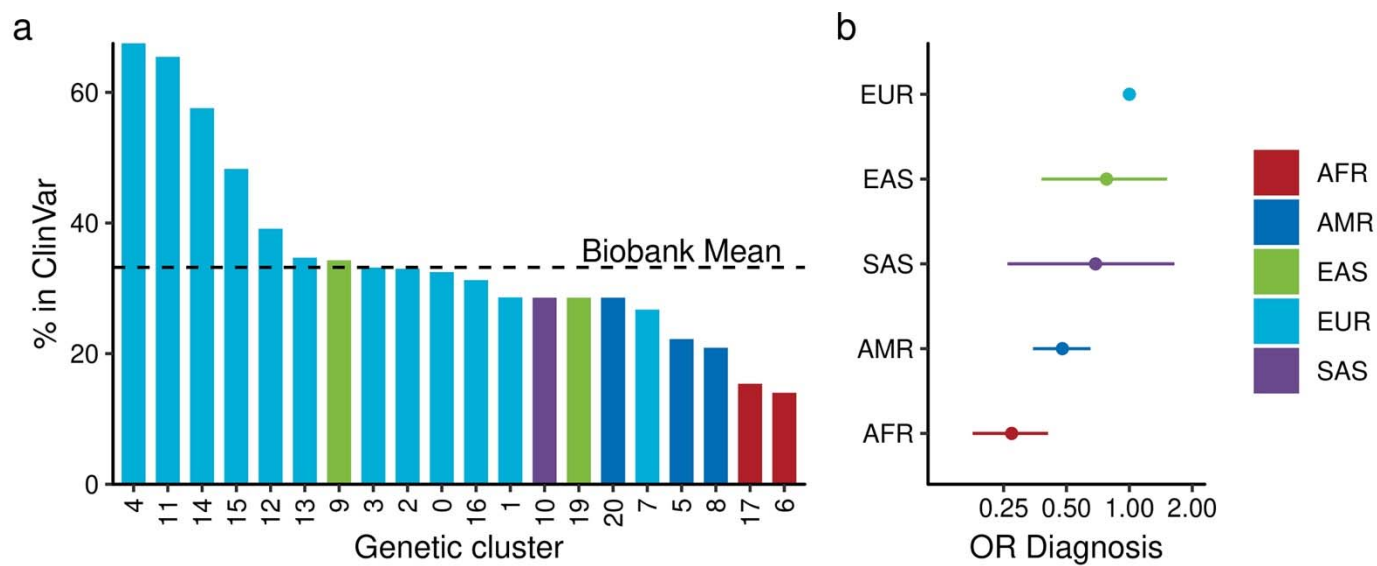 a
% in ClinVar
60
40
20
0
Biobank Mean
4 11 14 15 12 13 9 3 2 0 16 1 10 19 20 7 5 8 17 6
Genetic cluster
b
EUR
EAS
SAS
AMR
AFR
0.25 0.50 1.00 2.00
OR Diagnosis
AFR
AMR
EAS
EUR
SAS